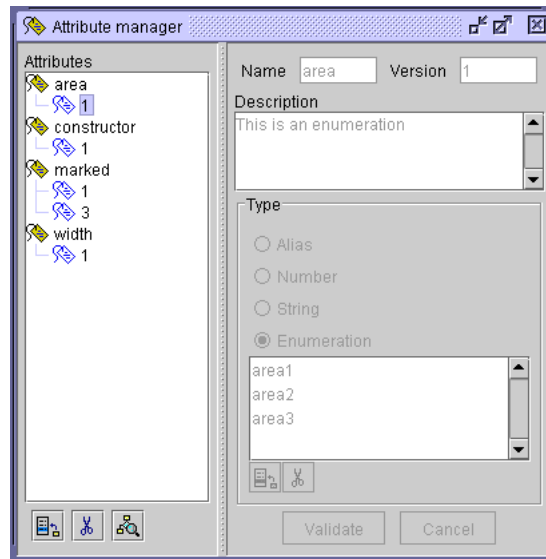 Attribute manager
Attributes
area
1
constructor
1
marked
1
3
width
1
Name area Version 1
Description
This is an enumeration
Type
Alias
Number
String
Enumeration
area1
area2
area3
Validate Cancel